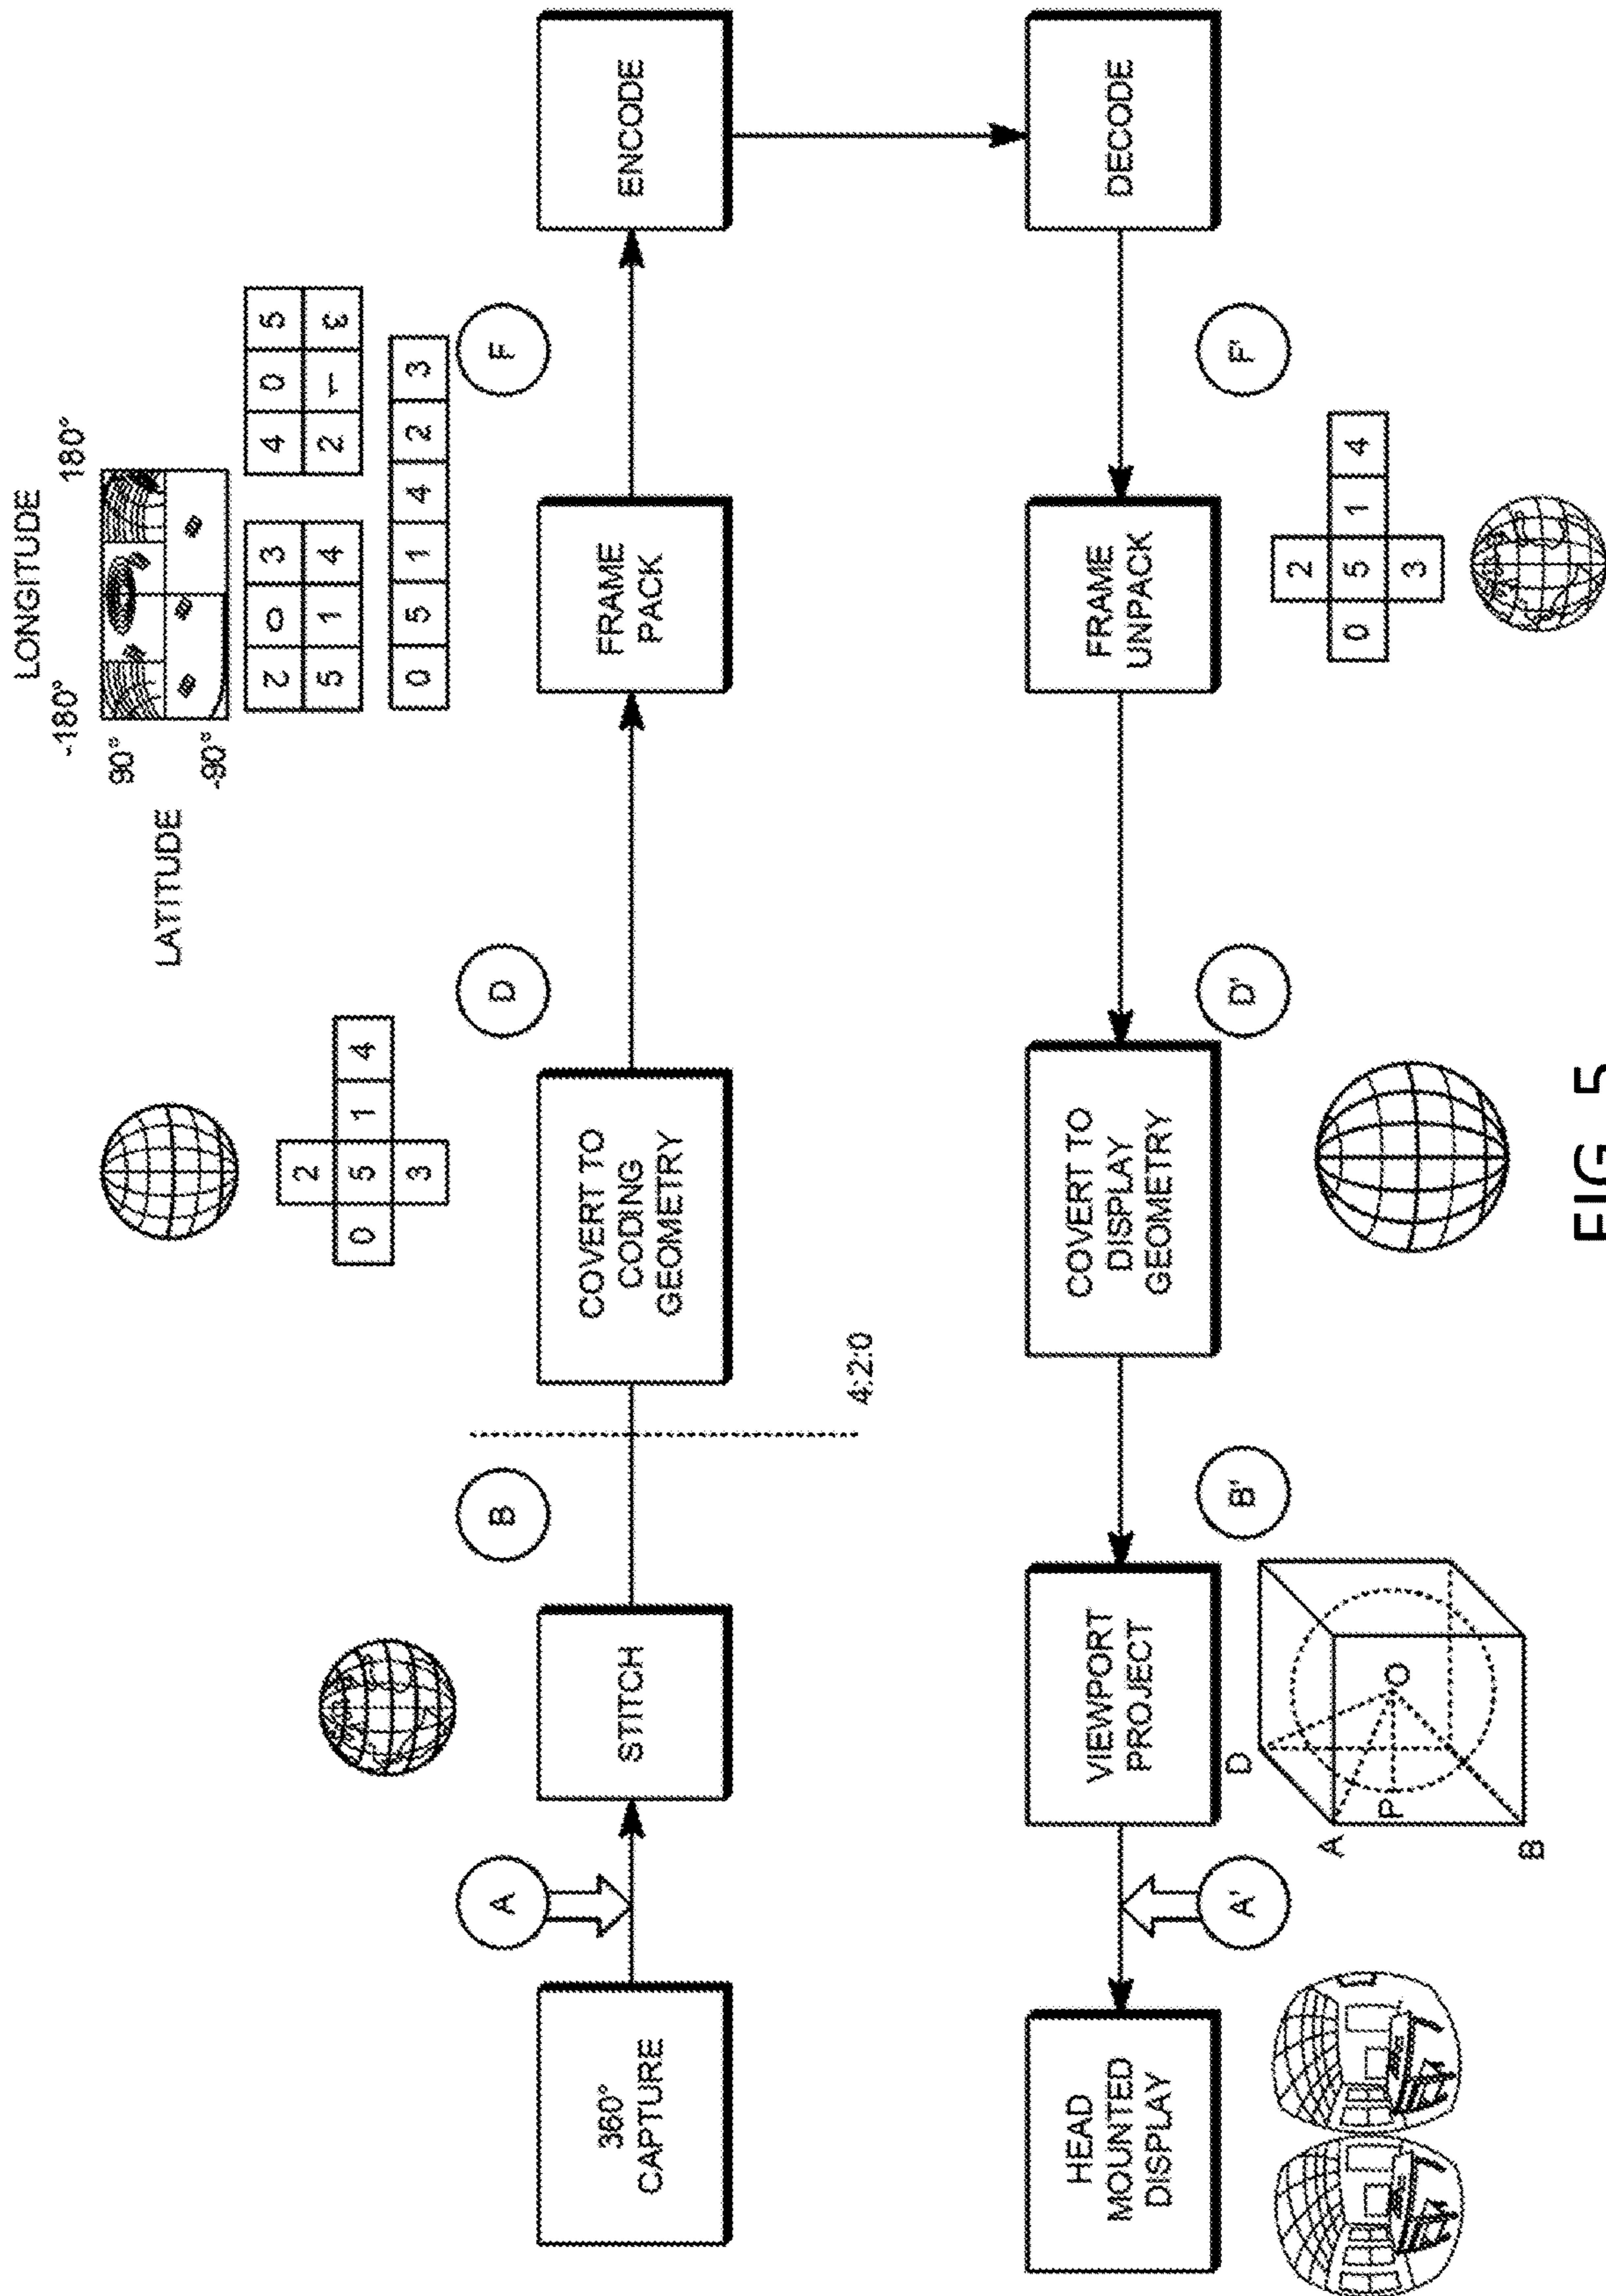 LONGITUDE
-180° 180°
90°
LATITUDE
-90°
2 0 3
5 1 4
4 0 5
2 1 3
0 5 1 4 2 3
2
0 5 1 4
3
A
B
D
F
360°
CAPTURE
STITCH
COVERT TO
CODING
GEOMETRY
FRAME
PACK
ENCODE
4:2:0
HEAD
MOUNTED
DISPLAY
VIEWPORT
PROJECT
COVERT TO
DISPLAY
GEOMETRY
FRAME
UNPACK
DECODE
A'
B'
D'
F'
D
A
P
O
B
2
0 5 1 4
3
FIG. 5